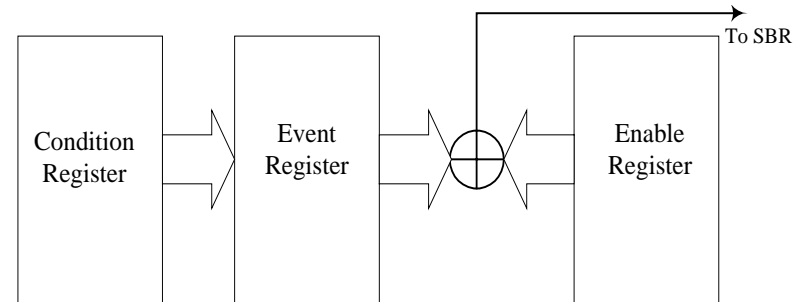 To SBR
Condition
Register
Event
Register
Enable
Register